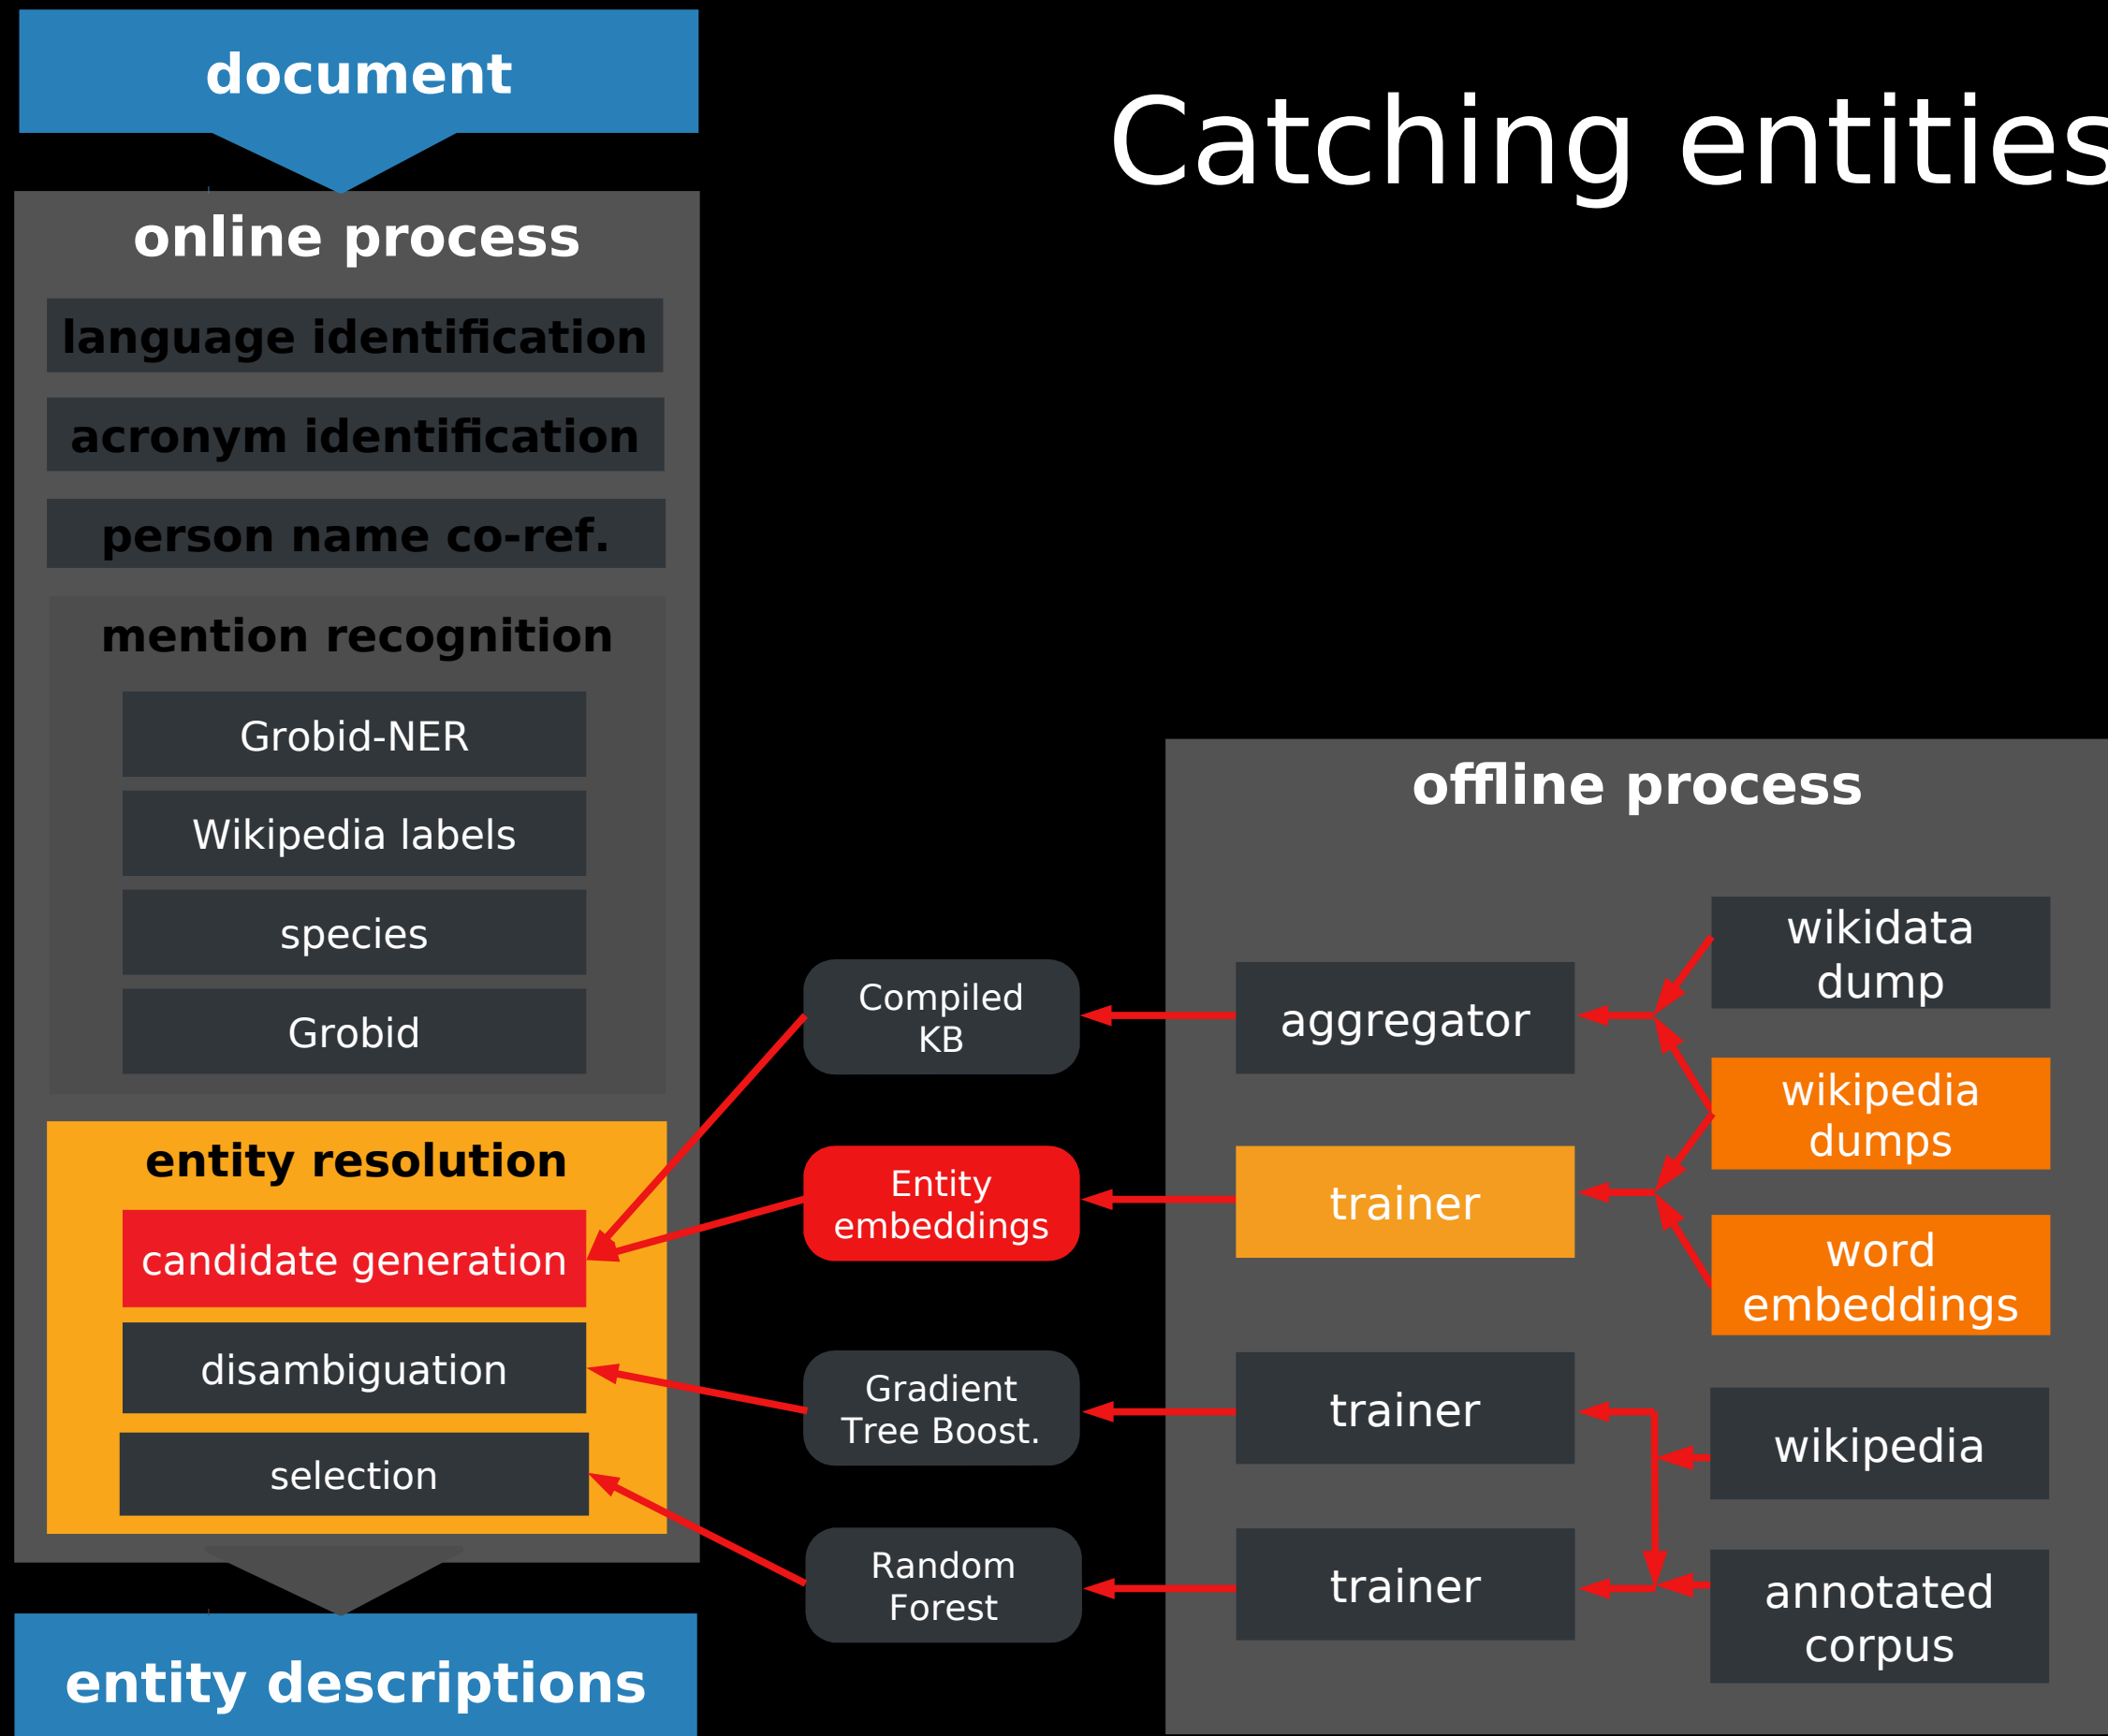 document
Catching entities
online process
language identification
acronym identification
person name co-ref.
mention recognition
Grobid-NER
Wikipedia labels
species
Grobid
entity resolution
candidate generation
disambiguation
selection
entity descriptions
Compiled
KB
Entity
embeddings
Gradient
Tree Boost.
Random
Forest
offline process
aggregator
trainer
trainer
trainer
wikidata
dump
wikipedia
dumps
word
embeddings
wikipedia
annotated
corpus